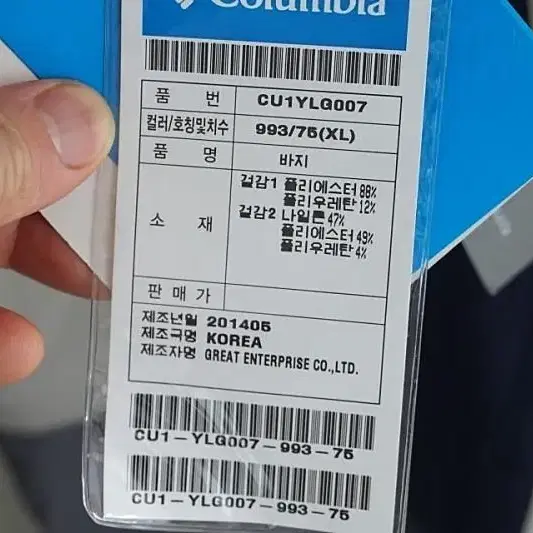 Columbia
품 번 CU1YLG007
컬러/호칭및치수 993/75(XL)
품 명 바지
소 재 겉감1 폴리에스터 88%
폴리우레탄 12%
겉감2 나일론 47%
폴리에스터 49%
폴리우레탄 4%
판 매 가
제조년월 201405
제조국명 KOREA
제조자명 GREAT ENTERPRISE CO.,LTD.
CU1-YLG007-993-75
CU1-YLG007-993-75